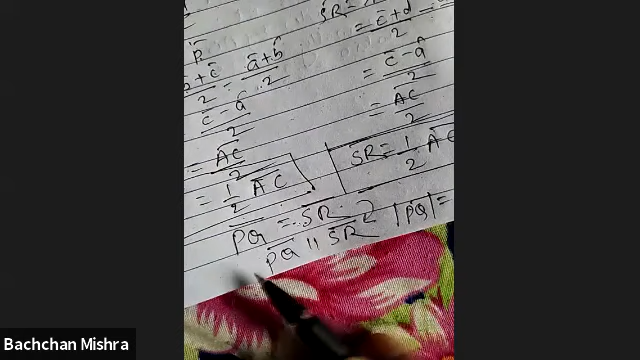 SR =
p̄
= c̄ + d̄
2
b̄ + c̄ / 2 - ā + b̄ / 2
= c̄ - ā / 2
c̄ - ā / 2
= AC / 2
= AC / 2
SR = 1/2 AC
= 1/2 AC
PQ = SR
PQ || SR
|PQ| =
Bachchan Mishra